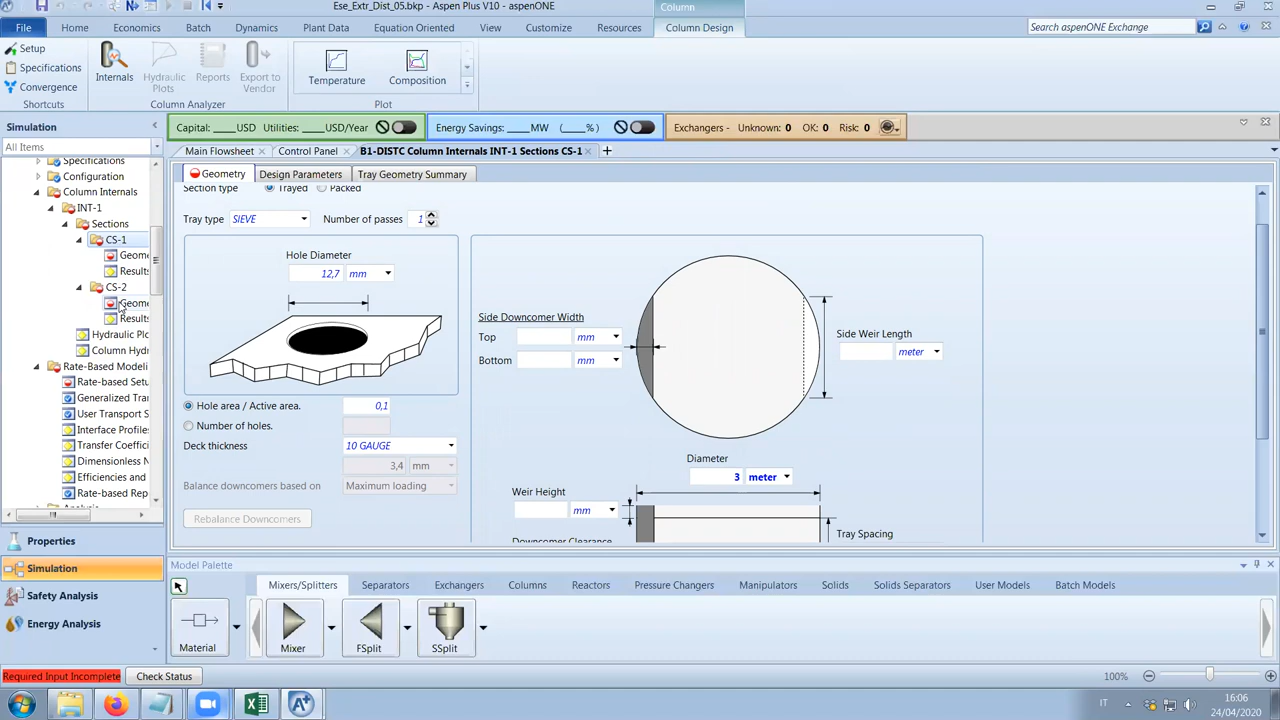 Ese_Extr_Dist_05.bkp - Aspen Plus V10 - aspenONE
Column
File
Home
Economics
Batch
Dynamics
Plant Data
Equation Oriented
View
Customize
Resources
Column Design
Search aspenONE Exchange
Setup
Specifications
Convergence
Shortcuts
Internals
Hydraulic Plots
Reports
Export to Vendor
Column Analyzer
Temperature
Composition
Plot
Simulation
All Items
Capital: ____USD Utilities: ____USD/Year
Energy Savings: ____MW (____%)
Exchangers - Unknown: 0 OK: 0 Risk: 0
Main Flowsheet
Control Panel
B1-DISTC Column Internals INT-1 Sections CS-1
Geometry
Design Parameters
Tray Geometry Summary
Specifications
Configuration
Column Internals
INT-1
Sections
CS-1
Geome
Results
CS-2
Geome
Results
Hydraulic Plo
Column Hydr
Rate-Based Modeli
Rate-based Setu
Generalized Tra
User Transport S
Interface Profiles
Transfer Coeffici
Dimensionless N
Efficiencies and
Rate-based Rep
Section type Trayed Packed
Tray type SIEVE Number of passes 1
Hole Diameter
12,7 mm
Hole area / Active area. 0,1
Number of holes.
Deck thickness 10 GAUGE
3,4 mm
Balance downcomers based on Maximum loading
Rebalance Downcomers
Side Downcomer Width
Top mm
Bottom mm
Side Weir Length
meter
Diameter
3 meter
Weir Height
mm
Downcomer Clearance
Tray Spacing
Properties
Simulation
Safety Analysis
Energy Analysis
Model Palette
Mixers/Splitters
Separators
Exchangers
Columns
Reactors
Pressure Changers
Manipulators
Solids
Solids Separators
User Models
Batch Models
Material
Mixer
FSplit
SSplit
Required Input Incomplete
Check Status
100%
IT
16:06
24/04/2020